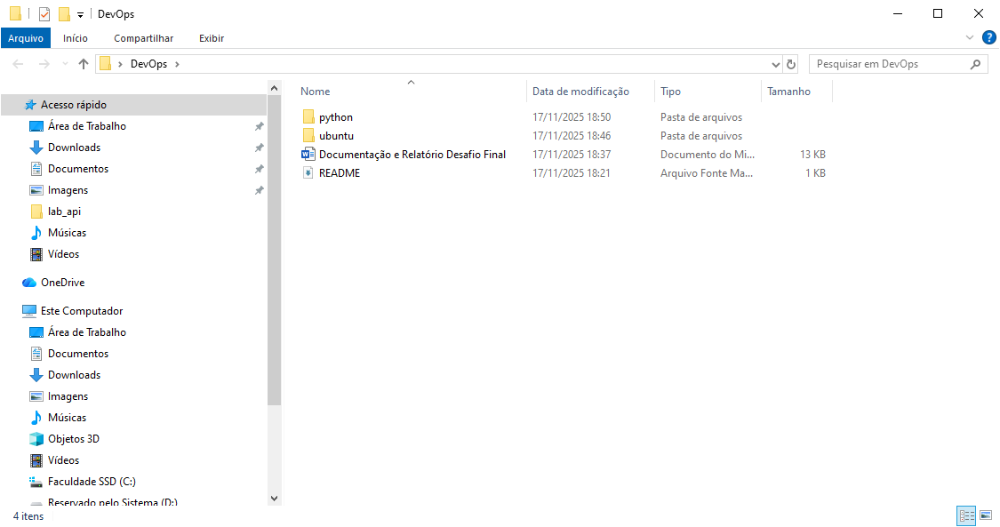 DevOps
Arquivo Início Compartilhar Exibir
DevOps
Pesquisar em DevOps
Nome Data de modificação Tipo Tamanho
python 17/11/2025 18:50 Pasta de arquivos
ubuntu 17/11/2025 18:46 Pasta de arquivos
Documentação e Relatório Desafio Final 17/11/2025 18:37 Documento do Mi... 13 KB
README 17/11/2025 18:21 Arquivo Fonte Ma... 1 KB
Acesso rápido
Área de Trabalho
Downloads
Documentos
Imagens
lab_api
Músicas
Vídeos
OneDrive
Este Computador
Área de Trabalho
Documentos
Downloads
Imagens
Músicas
Objetos 3D
Vídeos
Faculdade SSD (C:)
Reservado pelo Sistema (D:)
4 itens